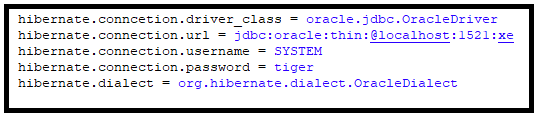 hibernate.conncetion.driver_class = oracle.jdbc.OracleDriver
hibernate.connection.url = jdbc:oracle:thin:@localhost:1521:xe
hibernate.connection.username = SYSTEM
hibernate.connection.password = tiger
hibernate.dialect = org.hibernate.dialect.OracleDialect